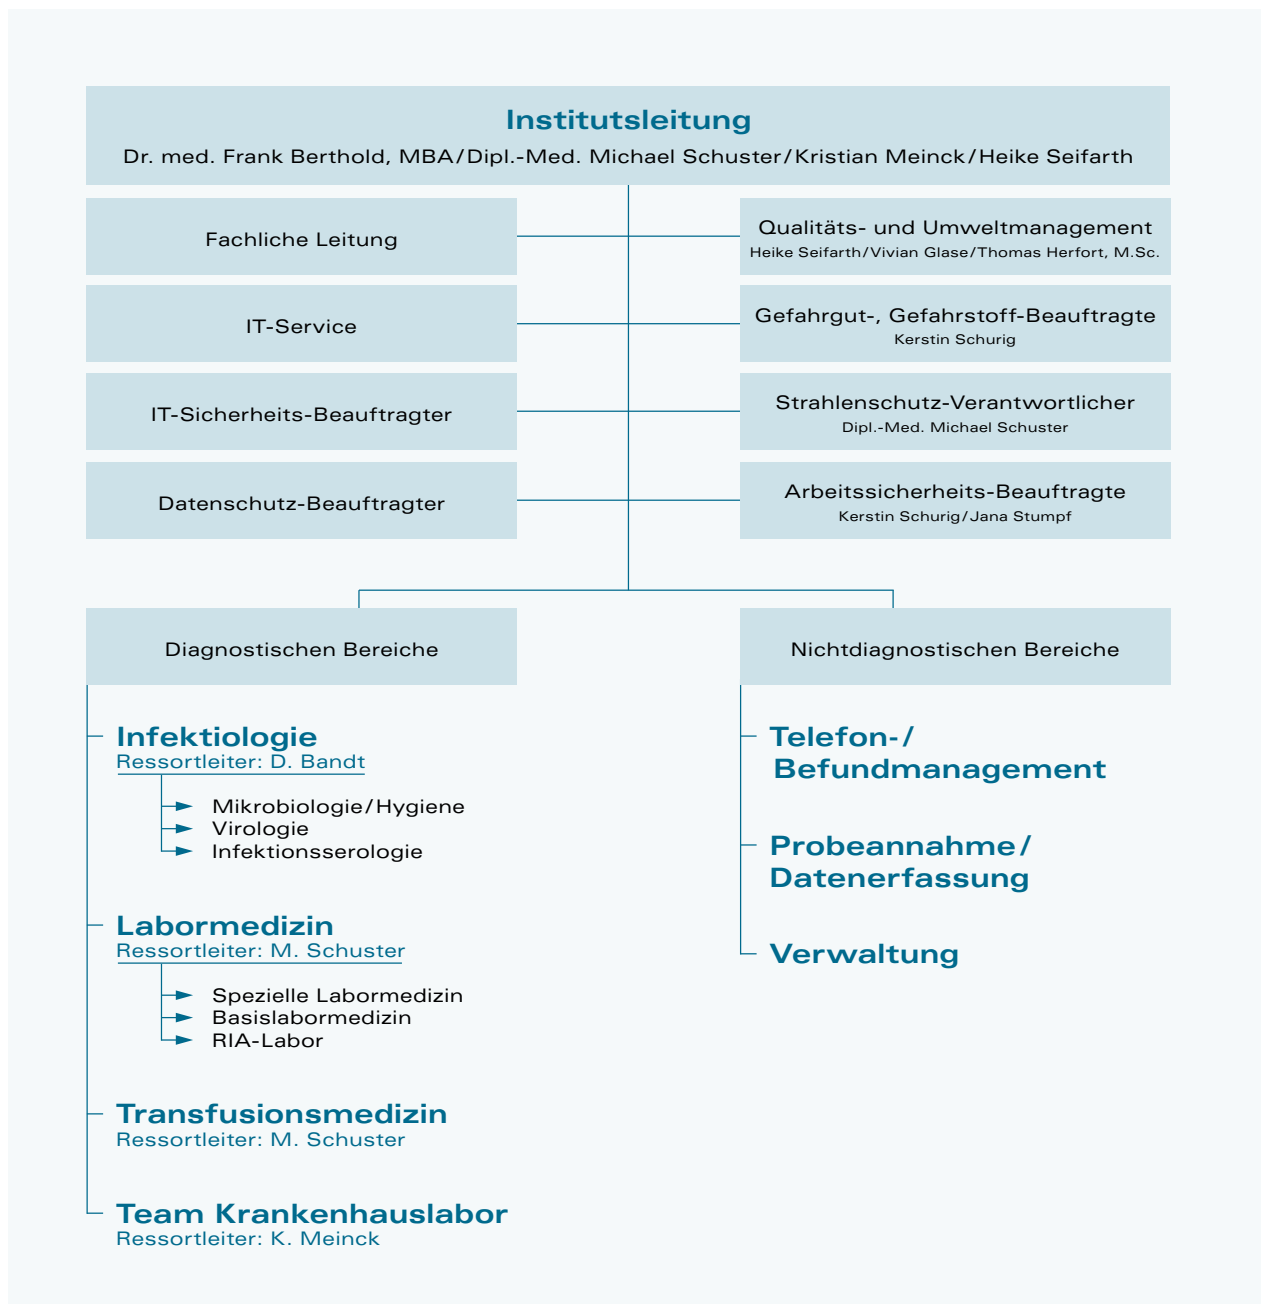 Institutsleitung
Dr. med. Frank Berthold, MBA/Dipl.-Med. Michael Schuster/Kristian Meinck/Heike Seifarth
Fachliche Leitung
Qualitäts- und Umweltmanagement
Heike Seifarth/Vivian Glase/Thomas Herfort, M.Sc.
IT-Service
Gefahrgut-, Gefahrstoff-Beauftragte
Kerstin Schurig
IT-Sicherheits-Beauftragter
Strahlenschutz-Verantwortlicher
Dipl.-Med. Michael Schuster
Datenschutz-Beauftragter
Arbeitssicherheits-Beauftragte
Kerstin Schurig/Jana Stumpf
Diagnostischen Bereiche
Infektiologie
Ressortleiter: D. Bandt
Mikrobiologie/Hygiene
Virologie
Infektionsserologie
Labormedizin
Ressortleiter: M. Schuster
Spezielle Labormedizin
Basislabormedizin
RIA-Labor
Transfusionsmedizin
Ressortleiter: M. Schuster
Team Krankenhauslabor
Ressortleiter: K. Meinck
Nichtdiagnostischen Bereiche
Telefon-/
Befundmanagement
Probeannahme/
Datenerfassung
Verwaltung